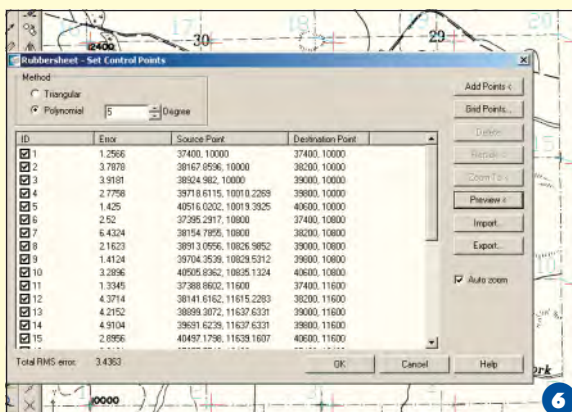 16 17 18 19 20
30 29
2400
Rubbersheet - Set Control Points
Method
Triangular
Polynomial 5 Degree
Add Points <
Grid Points...
Delete
Zoom To <
Preview <
Import...
Export...
Auto zoom
ID Error Source Point Destination Point
1 1.2566 37400, 10000 37400, 10000
2 3.7878 38167.8596, 10000 38200, 10000
3 3.9181 38924.982, 10000 39000, 10000
4 2.7758 39718.6115, 10010.2269 39800, 10000
5 1.425 40516.0202, 10019.3925 40600, 10000
6 2.52 37395.2917, 10800 37400, 10800
7 6.4324 38154.7855, 10800 38200, 10800
8 2.1623 38913.0556, 10826.9852 39000, 10800
9 1.4124 39704.3539, 10829.5312 39800, 10800
10 3.2896 40505.8362, 10835.1324 40600, 10800
11 1.3345 37388.8602, 11600 37400, 11600
12 4.3714 38141.6162, 11615.2283 38200, 11600
13 4.2152 38899.3072, 11637.6331 39000, 11600
14 4.9104 39691.6239, 11637.6331 39800, 11600
15 2.8956 40497.1798, 11639.1607 40600, 11600
Total RMS error: 3.4363
OK Cancel Help
0000
6